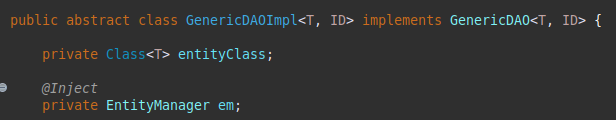 public abstract class GenericDAOImpl<T, ID> implements GenericDAO<T, ID> {
private Class<T> entityClass;
@Inject
private EntityManager em;